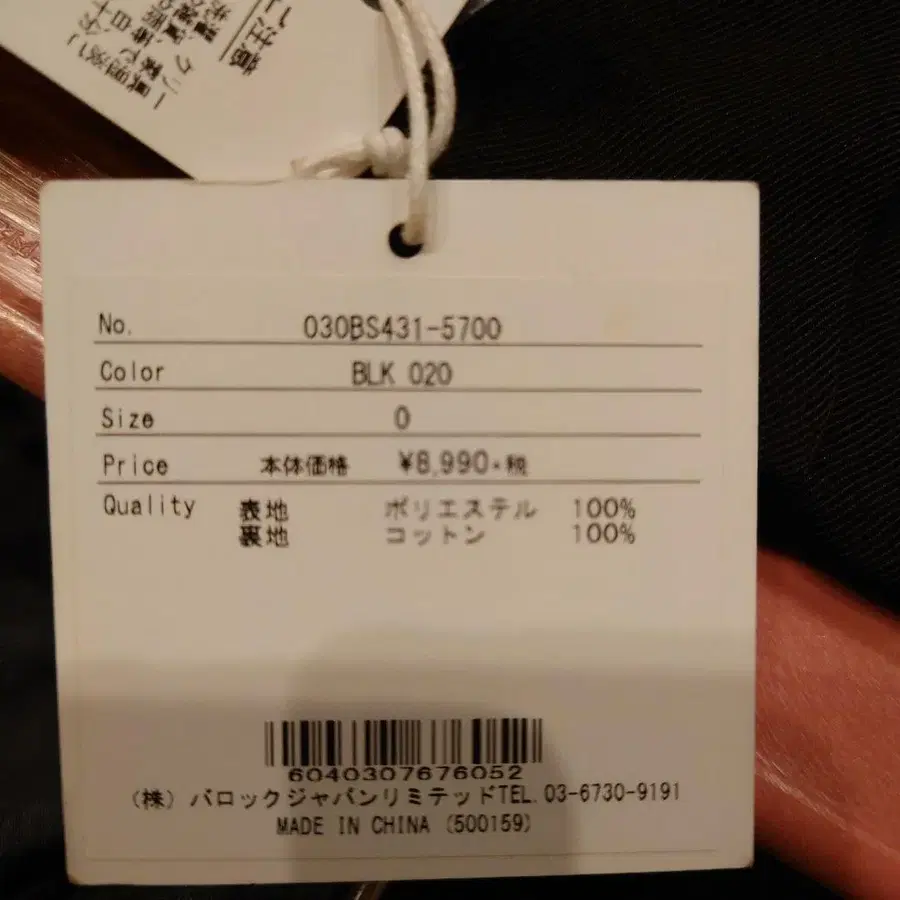 No. 030BS431-5700
Color BLK 020
Size 0
Price 本体価格 ¥8,990+税
Quality 表地 ポリエステル 100%
裏地 コットン 100%
6040307676052
(株) バロックジャパンリミテッドTEL. 03-6730-9191
MADE IN CHINA (500159)